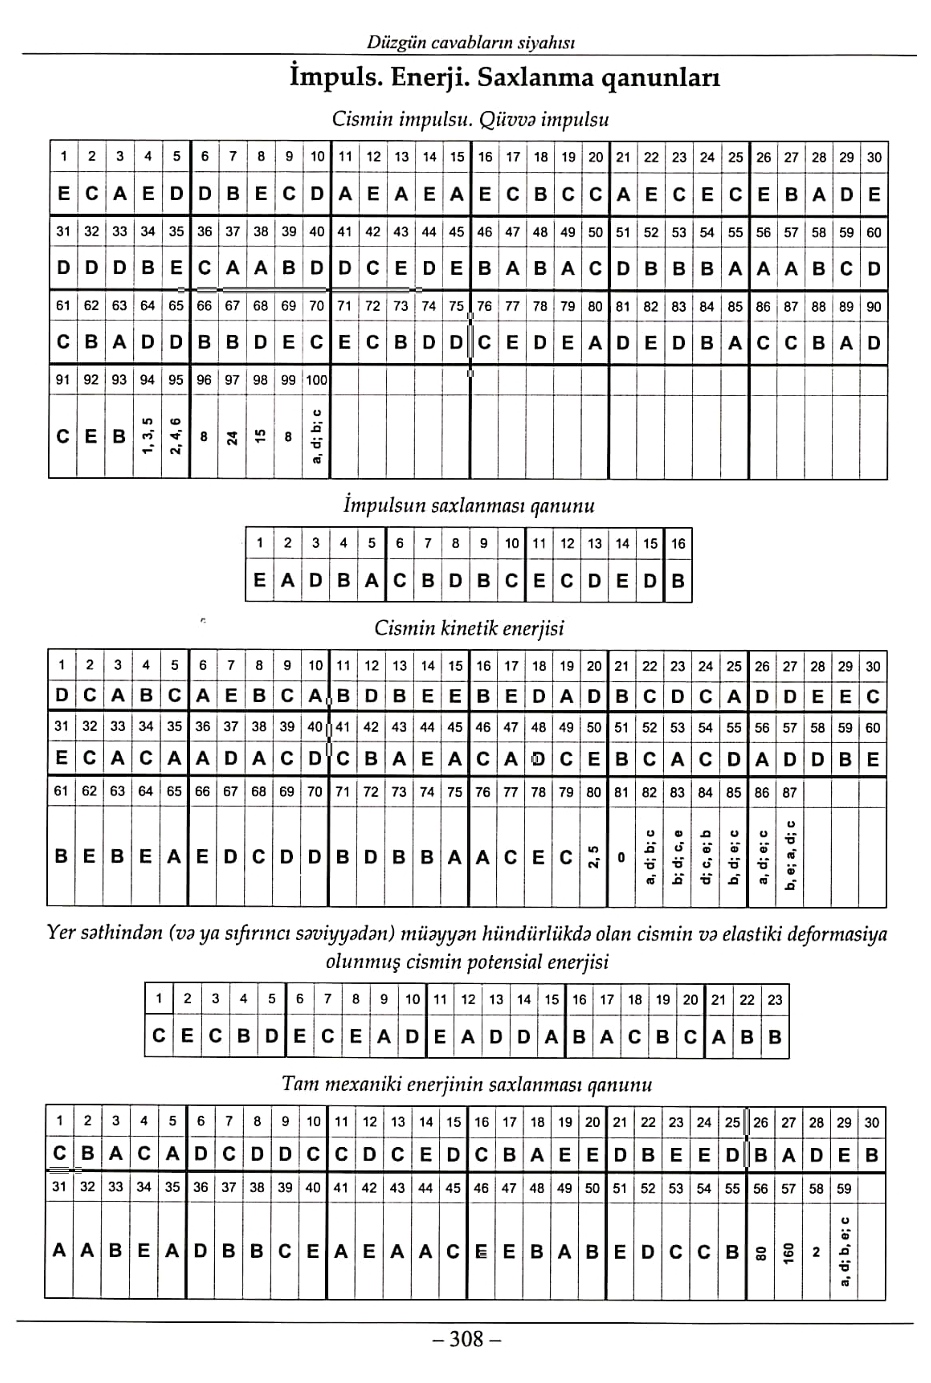 Düzgün cavabların siyahısı
İmpuls. Enerji. Saxlanma qanunları
Cismin impulsu. Qüvvə impulsu
1 2 3 4 5 6 7 8 9 10 11 12 13 14 15 16 17 18 19 20 21 22 23 24 25 26 27 28 29 30
E C A E D D B E C D A E A E A E C B C C A E C E C E B A D E
31 32 33 34 35 36 37 38 39 40 41 42 43 44 45 46 47 48 49 50 51 52 53 54 55 56 57 58 59 60
D D D B E C A A B D D C E D E B A B A C D B B B A A A B C D
61 62 63 64 65 66 67 68 69 70 71 72 73 74 75 76 77 78 79 80 81 82 83 84 85 86 87 88 89 90
C B A D D B B D E C E C B D D C E D E A D E D B A C C B A D
91 92 93 94 95 96 97 98 99 100
C E B 1, 3, 5 2, 4, 6 8 24 15 8 a, d; b; c
İmpulsun saxlanması qanunu
1 2 3 4 5 6 7 8 9 10 11 12 13 14 15 16
E A D B A C B D B C E C D E D B
Cismin kinetik enerjisi
1 2 3 4 5 6 7 8 9 10 11 12 13 14 15 16 17 18 19 20 21 22 23 24 25 26 27 28 29 30
D C A B C A E B C A B D B E E B E D A D B C D C A D D E E C
31 32 33 34 35 36 37 38 39 40 41 42 43 44 45 46 47 48 49 50 51 52 53 54 55 56 57 58 59 60
E C A C A A D A C D C B A E A C A D C E B C A C D A D D B E
61 62 63 64 65 66 67 68 69 70 71 72 73 74 75 76 77 78 79 80 81 82 83 84 85 86 87
B E B E A E D C D D B D B B A A C E C 2, 5 0 a, d; b; c b; d; c, e d; c, e; b b, d; e; c a, d; e; c b, e; a, d; c
Yer səthindən (və ya sıfırıncı səviyyədən) müəyyən hündürlükdə olan cismin və elastiki deformasiya
olunmuş cismin potensial enerjisi
1 2 3 4 5 6 7 8 9 10 11 12 13 14 15 16 17 18 19 20 21 22 23
C E C B D E C E A D E A D D A B A C B C A B B
Tam mexaniki enerjinin saxlanması qanunu
1 2 3 4 5 6 7 8 9 10 11 12 13 14 15 16 17 18 19 20 21 22 23 24 25 26 27 28 29 30
C B A C A D C D D C C D C E D C B A E E D B E E D B A D E B
31 32 33 34 35 36 37 38 39 40 41 42 43 44 45 46 47 48 49 50 51 52 53 54 55 56 57 58 59
A A B E A D B B C E A E A A C E E B A B E D C C B 80 160 2 a, d; b, e; c
– 308 –